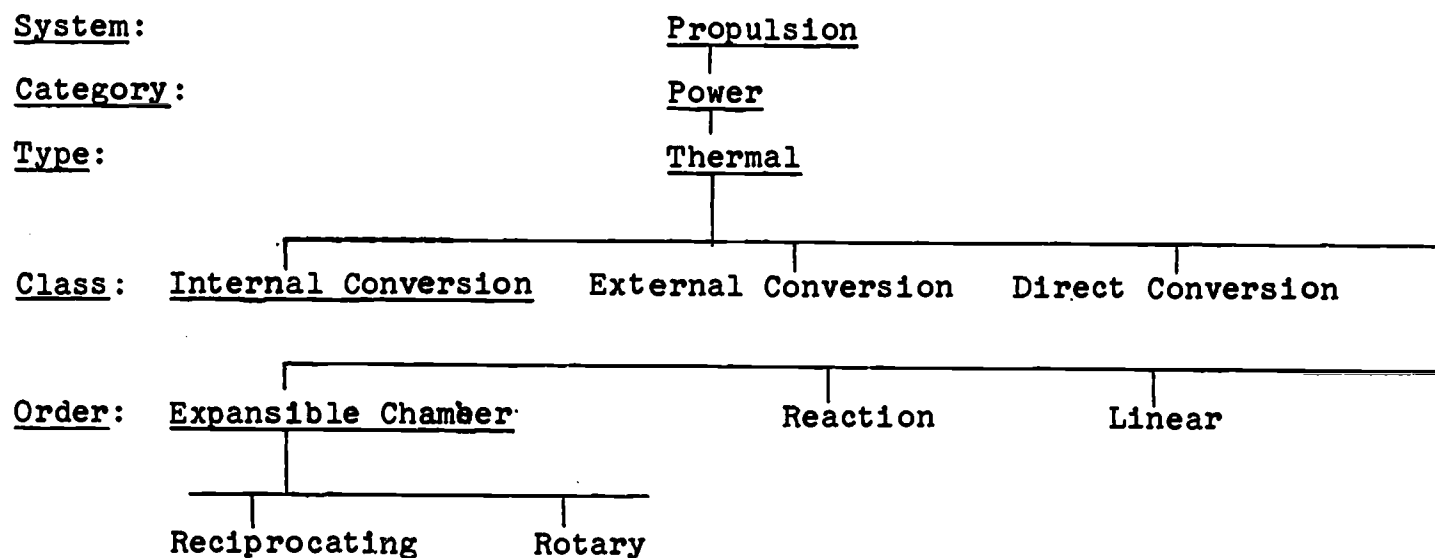 System: Propulsion
Category: Power
Type: Thermal
Class: Internal Conversion External Conversion Direct Conversion
Order: Expansible Chamber Reaction Linear
Reciprocating Rotary